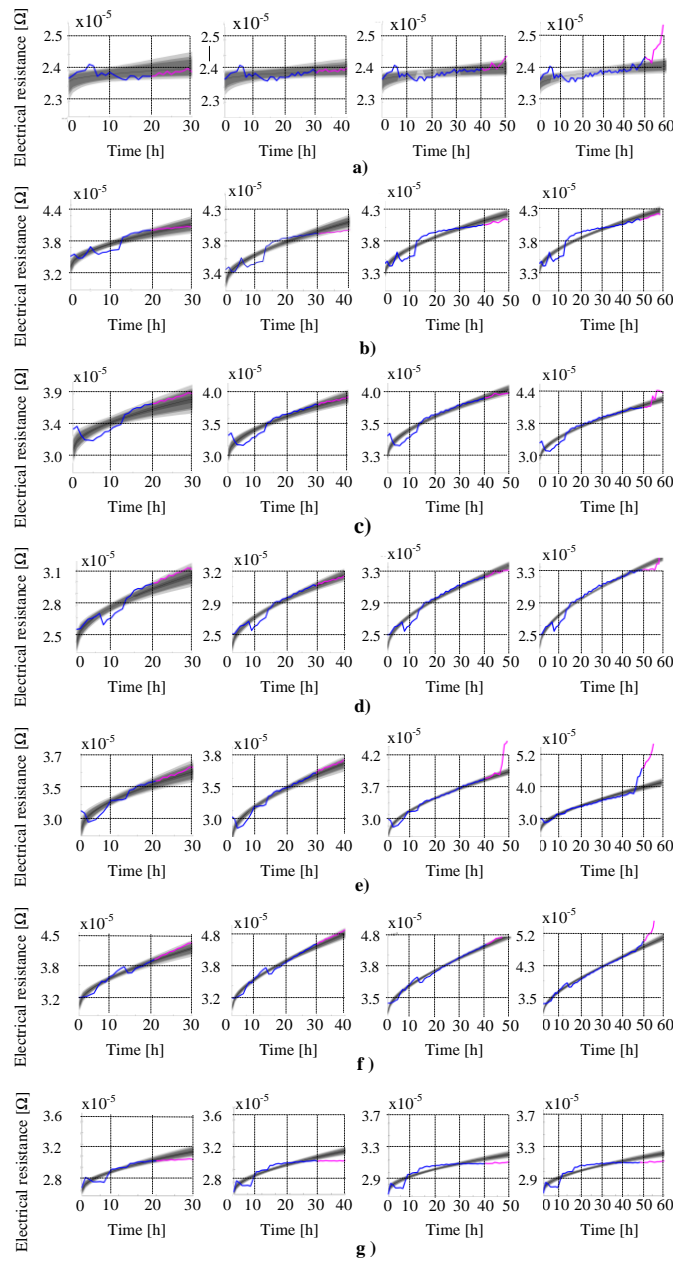 x10⁻⁵ x10⁻⁵ x10⁻⁵ x10⁻⁵
Electrical resistance [Ω]
2.5 2.5 2.5 2.5
2.4 2.4 2.4 2.4
2.3 2.3 2.3 2.3
0 10 20 30 0 10 20 30 40 0 10 20 30 40 50 0 10 20 30 40 50 60
Time [h] Time [h] Time [h] Time [h]
a)
x10⁻⁵ x10⁻⁵ x10⁻⁵ x10⁻⁵
Electrical resistance [Ω]
4.4 4.3 4.3 4.3
3.8 3.8 3.8 3.8
3.2 3.4 3.3 3.3
0 10 20 30 0 10 20 30 40 0 10 20 30 40 50 0 10 20 30 40 50 60
Time [h] Time [h] Time [h] Time [h]
b)
x10⁻⁵ x10⁻⁵ x10⁻⁵ x10⁻⁵
Electrical resistance [Ω]
3.9 4.0 4.0 4.4
3.4 3.5 3.5 3.8
3.0 3.0 3.3 3.0
0 10 20 30 0 10 20 30 40 0 10 20 30 40 50 0 10 20 30 40 50 60
Time [h] Time [h] Time [h] Time [h]
c)
x10⁻⁵ x10⁻⁵ x10⁻⁵ x10⁻⁵
Electrical resistance [Ω]
3.1 3.2 3.3 3.3
2.8 2.9 2.9 2.9
2.5 2.5 2.5 2.5
0 10 20 30 0 10 20 30 40 0 10 20 30 40 50 0 10 20 30 40 50 60
Time [h] Time [h] Time [h] Time [h]
d)
x10⁻⁵ x10⁻⁵ x10⁻⁵ x10⁻⁵
Electrical resistance [Ω]
3.7 3.8 4.2 5.2
3.5 3.5 3.7 4.0
3.0 3.0 3.0 3.0
0 10 20 30 0 10 20 30 40 0 10 20 30 40 50 0 10 20 30 40 50 60
Time [h] Time [h] Time [h] Time [h]
e)
x10⁻⁵ x10⁻⁵ x10⁻⁵ x10⁻⁵
Electrical resistance [Ω]
4.5 4.8 4.8 5.2
3.8 3.8 3.8 4.3
3.2 3.2 3.5 3.5
0 10 20 30 0 10 20 30 40 0 10 20 30 40 50 0 10 20 30 40 50 60
Time [h] Time [h] Time [h] Time [h]
f )
x10⁻⁵ x10⁻⁵ x10⁻⁵ x10⁻⁵
Electrical resistance [Ω]
3.6 3.6 3.7 3.7
3.2 3.2 3.3 3.3
2.8 2.8 2.9 2.9
0 10 20 30 0 10 20 30 40 0 10 20 30 40 50 0 10 20 30 40 50 60
Time [h] Time [h] Time [h] Time [h]
g )